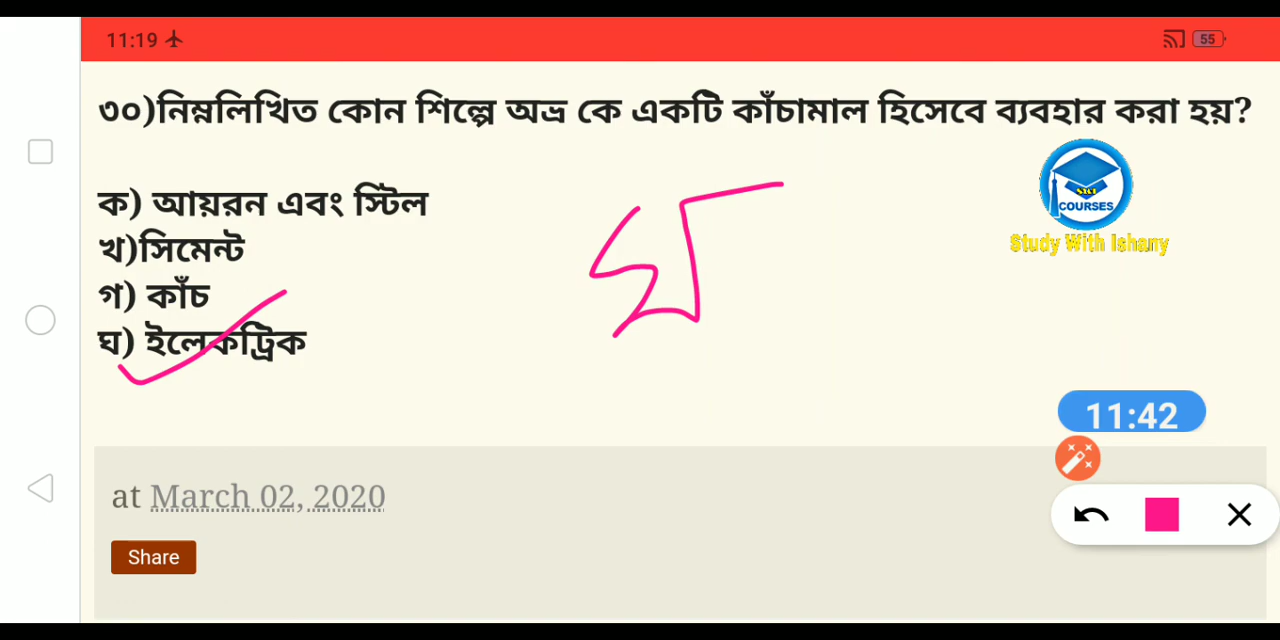 11:19
55
৩০)নিম্নলিখিত কোন শিল্পে অভ্র কে একটি কাঁচামাল হিসেবে ব্যবহার করা হয়?
ক) আয়রন এবং স্টিল
খ)সিমেন্ট
গ) কাঁচ
ঘ) ইলেকট্রিক
ঘ
COURSES
Study With Ishany
11:42
at March 02, 2020
Share